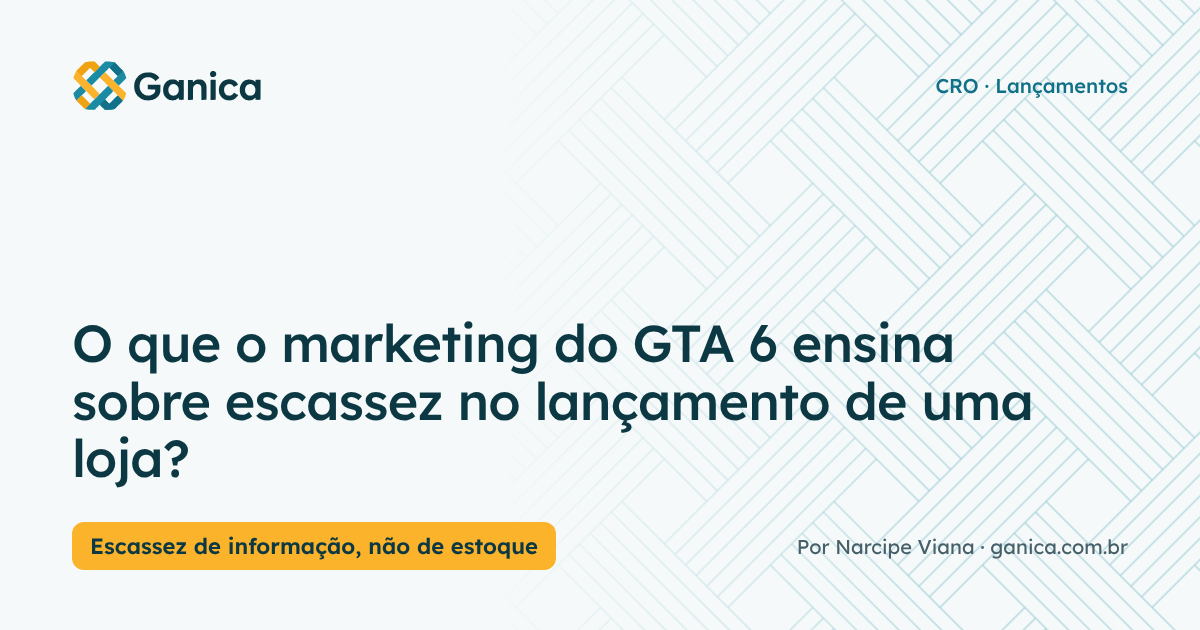 Ganica
CRO · Lançamentos
O que o marketing do GTA 6 ensina
sobre escassez no lançamento de uma
loja?
Escassez de informação, não de estoque
Por Narcipe Viana · ganica.com.br